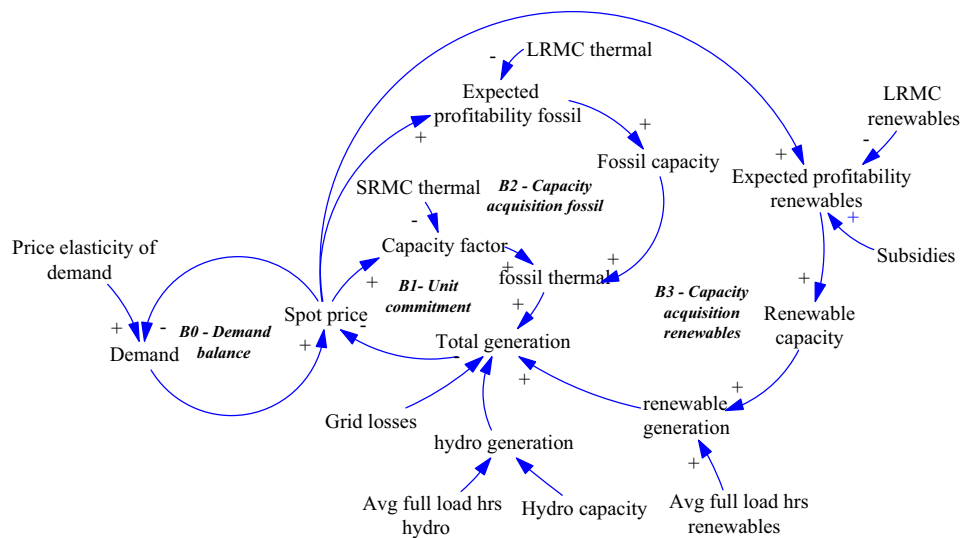 LRMC thermal
-
Expected
profitability fossil
+
+
Fossil capacity
LRMC
renewables
-
+
Expected profitability
renewables
+
Subsidies
SRMC thermal
-
B2 - Capacity
acquisition fossil
Capacity factor
+
+
fossil thermal
+
Price elasticity of
demand
+
-
Demand
B0 - Demand
balance
Spot price
+
-
B1- Unit
commitment
+
Total generation
-
+
B3 - Capacity
acquisition
renewables
+
Renewable
capacity
+
renewable
generation
+
Grid losses
hydro generation
Avg full load hrs
hydro
Hydro capacity
Avg full load hrs
renewables